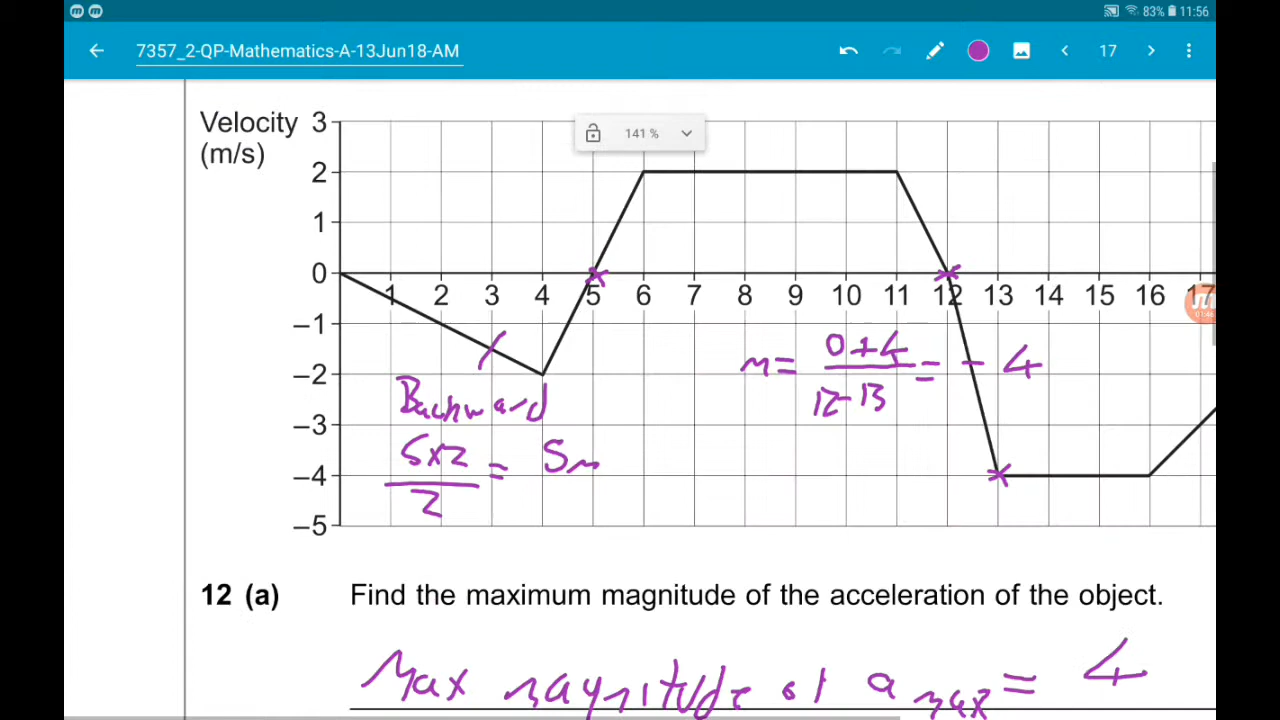 83% 11:56
7357_2-QP-Mathematics-A-13Jun18-AM
17
Velocity
(m/s)
141 %
3
2
1
0
1 2 3 4 5 6 7 8 9 10 11 12 13 14 15 16 17
–1
–2
–3
–4
–5
Backward
5x2
2
= 5m
m = 0+4
12-13
= - 4
01:46
12 (a) Find the maximum magnitude of the acceleration of the object.
Max magnitude of a max = 4